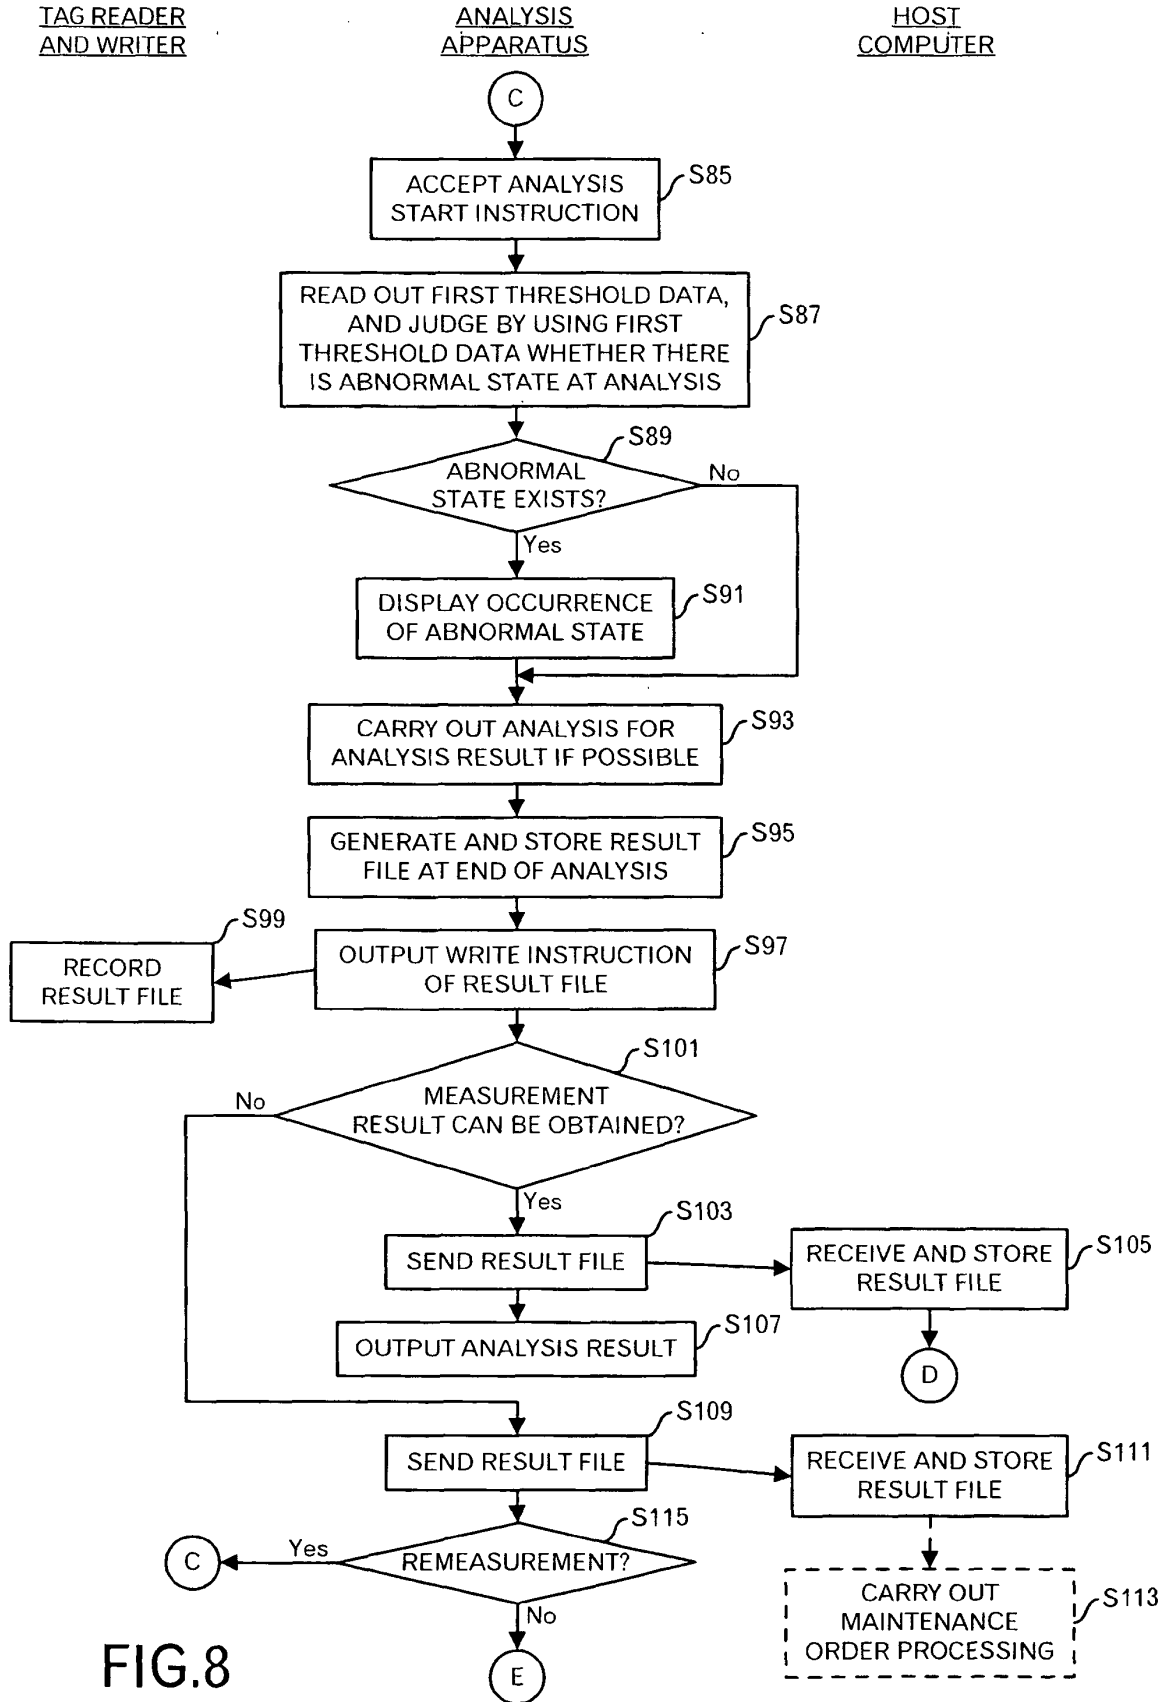 TAG READER
AND WRITER
ANALYSIS
APPARATUS
HOST
COMPUTER
C
ACCEPT ANALYSIS
START INSTRUCTION
S85
READ OUT FIRST THRESHOLD DATA,
AND JUDGE BY USING FIRST
THRESHOLD DATA WHETHER THERE
IS ABNORMAL STATE AT ANALYSIS
S87
S89
ABNORMAL
STATE EXISTS?
No
Yes
DISPLAY OCCURRENCE
OF ABNORMAL STATE
S91
CARRY OUT ANALYSIS FOR
ANALYSIS RESULT IF POSSIBLE
S93
GENERATE AND STORE RESULT
FILE AT END OF ANALYSIS
S95
S99
RECORD
RESULT FILE
OUTPUT WRITE INSTRUCTION
OF RESULT FILE
S97
S101
MEASUREMENT
RESULT CAN BE OBTAINED?
No
Yes
S103
SEND RESULT FILE
RECEIVE AND STORE
RESULT FILE
S105
S107
OUTPUT ANALYSIS RESULT
D
S109
SEND RESULT FILE
RECEIVE AND STORE
RESULT FILE
S111
S115
REMEASUREMENT?
Yes
C
No
E
CARRY OUT
MAINTENANCE
ORDER PROCESSING
S113
FIG.8